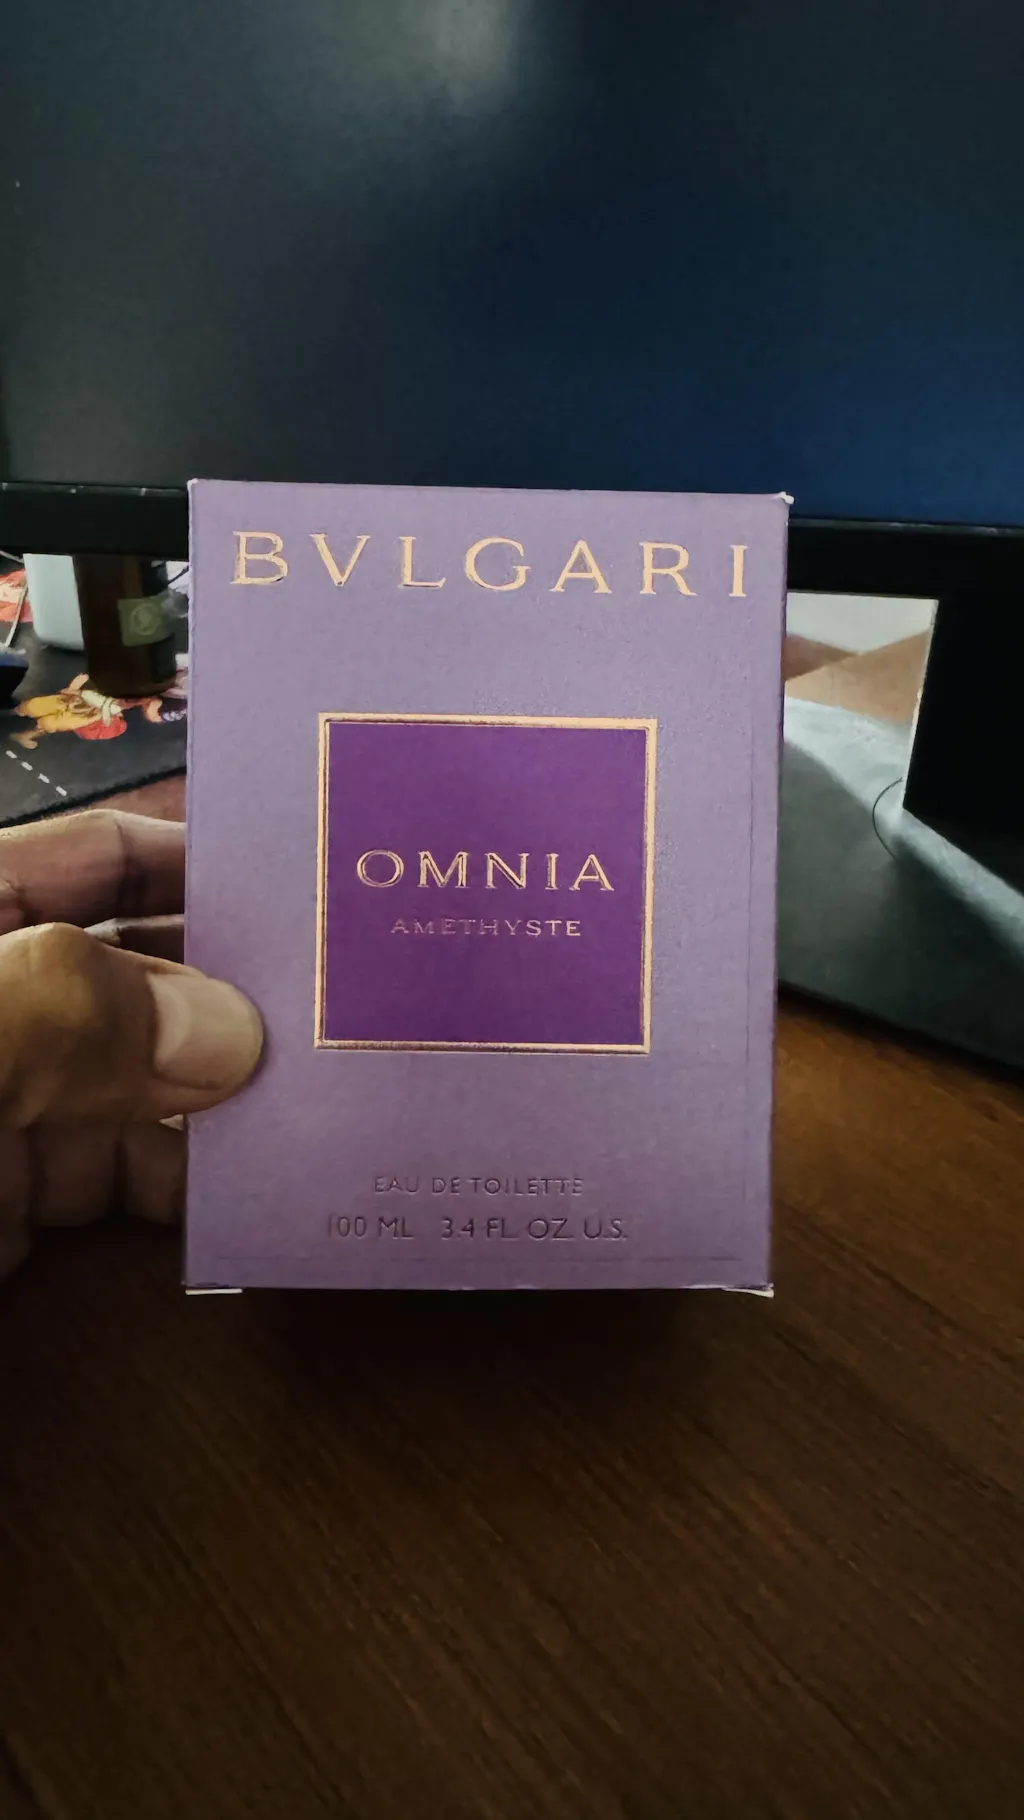 BVLGARI
OMNIA
AMETHYSTE
EAU DE TOILETTE
100 ML 3.4 FL. OZ. U.S.